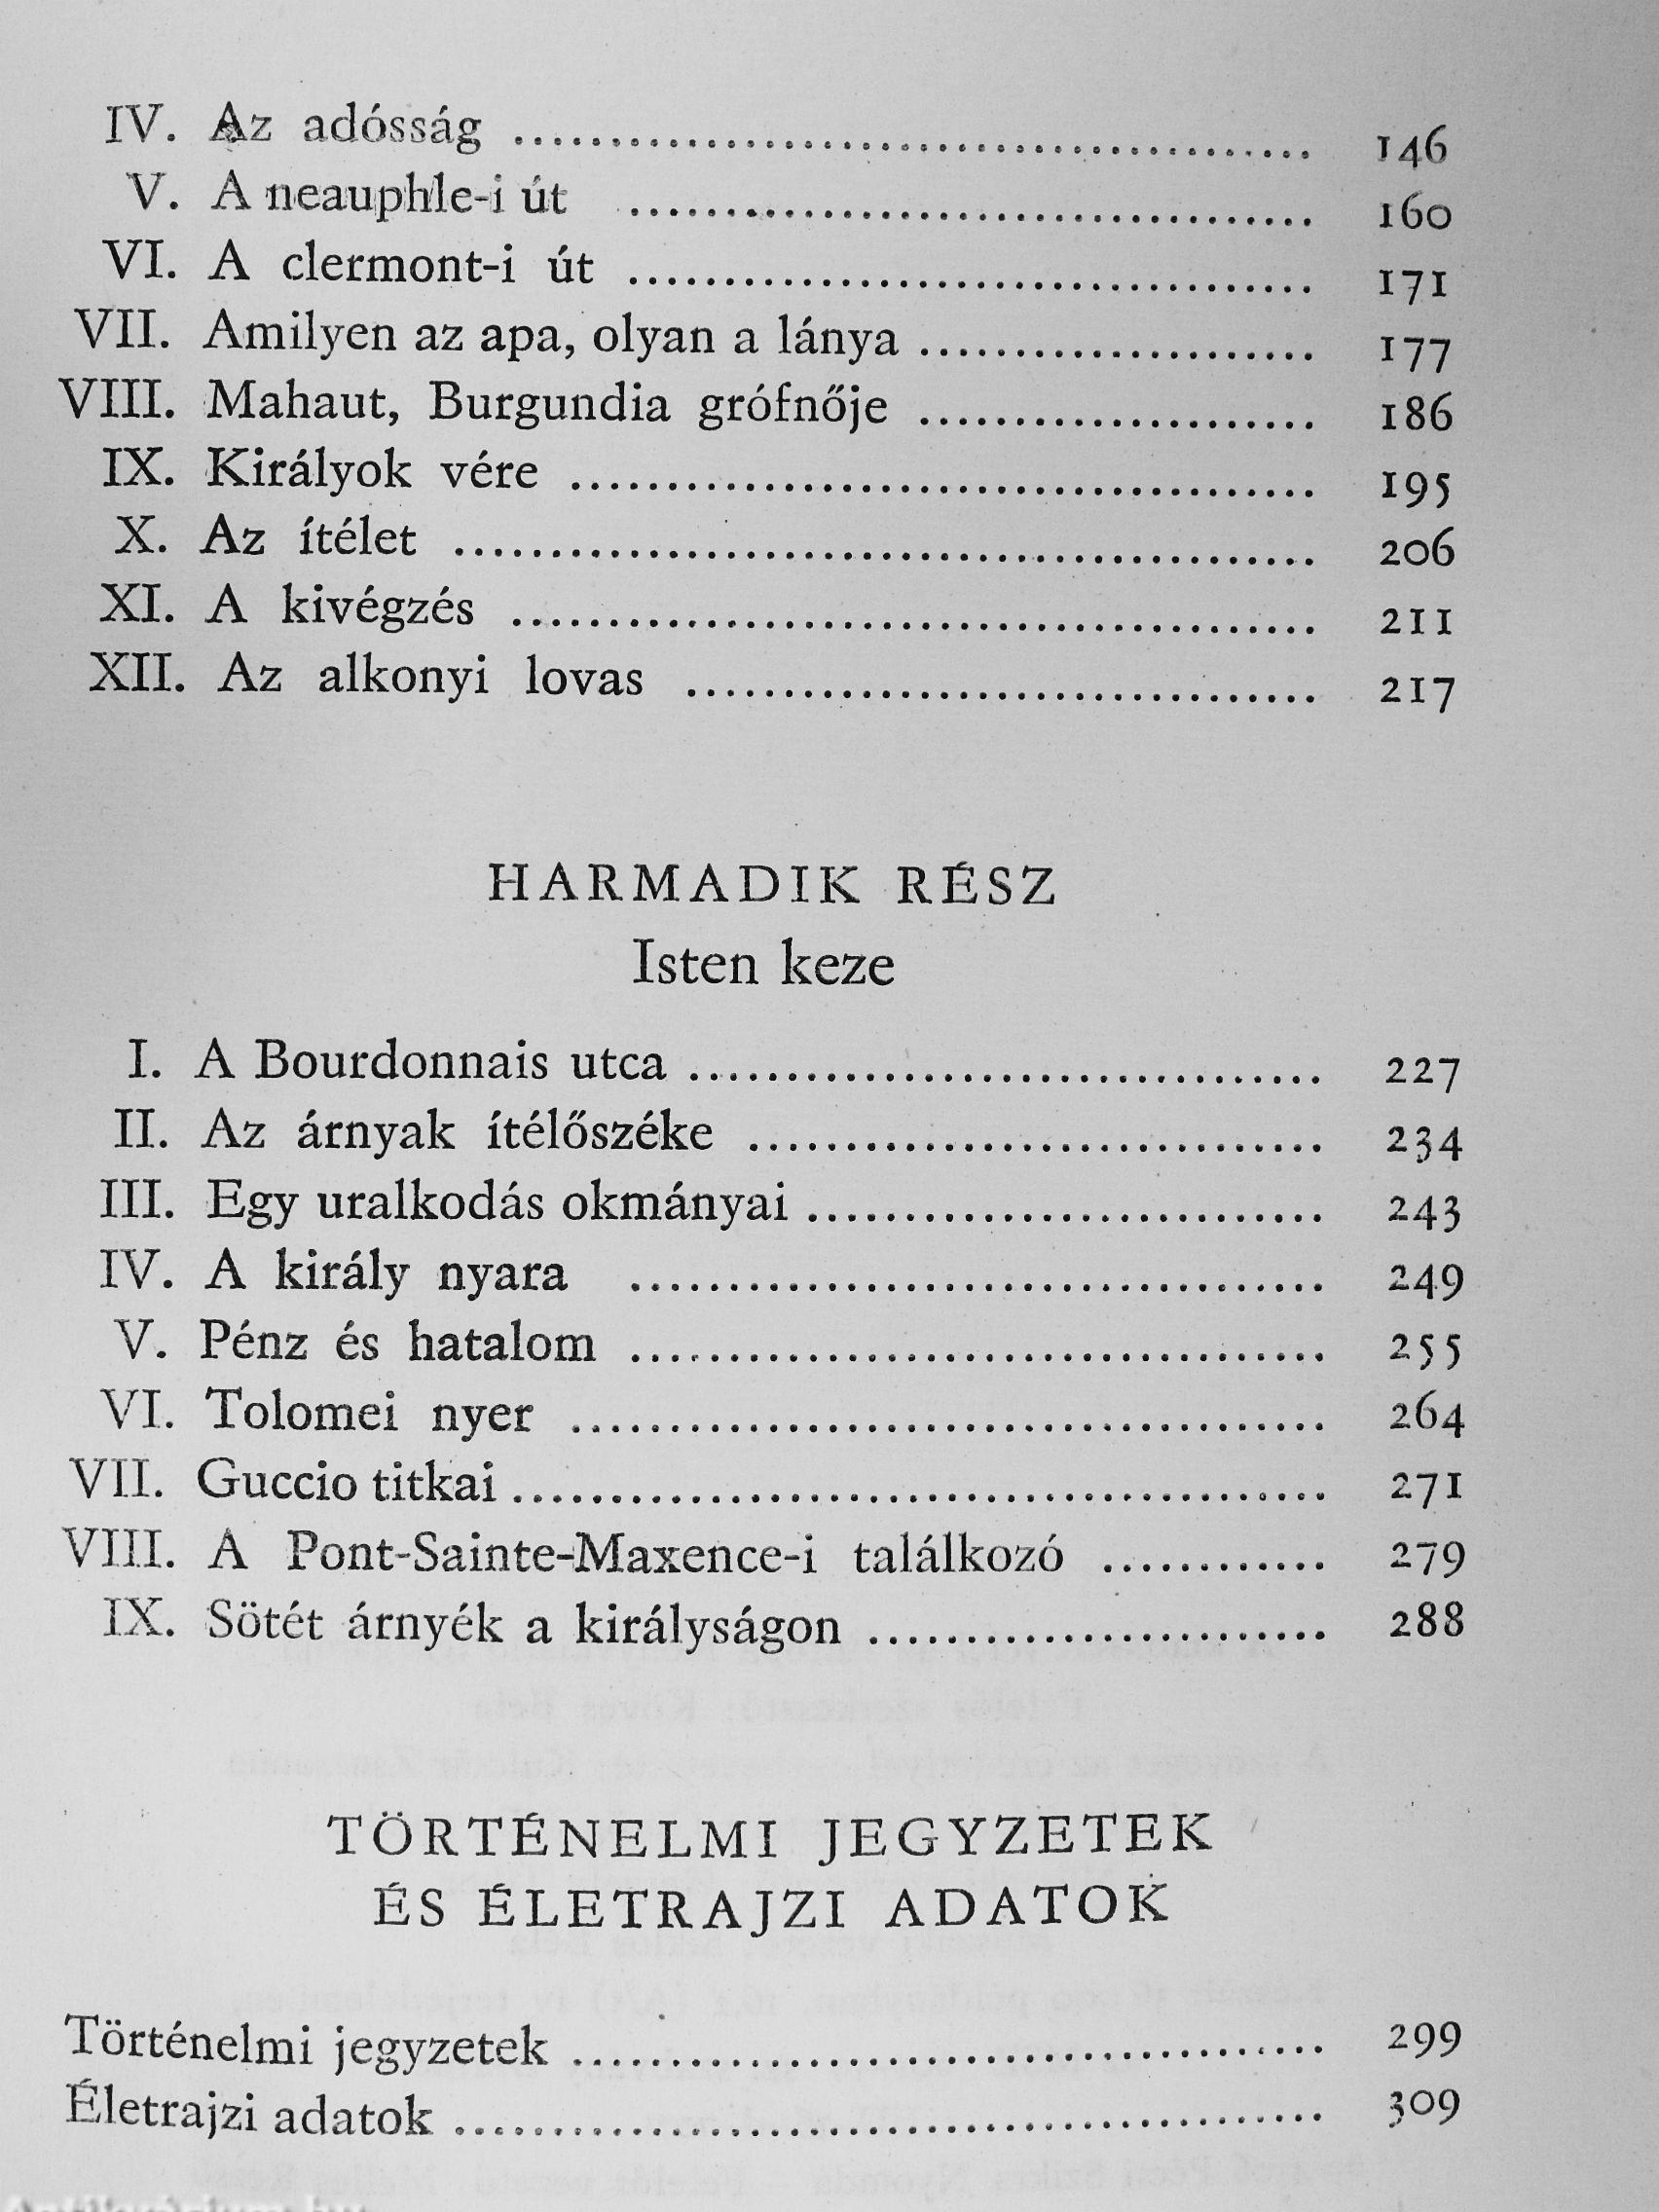 IV. Az adósság ........................................ 146
V. A neauphle-i út ................................... 160
VI. A clermont-i út ................................... 171
VII. Amilyen az apa, olyan a lánya ..................... 177
VIII. Mahaut, Burgundia grófnője ..................... 186
IX. Királyok vére ...................................... 195
X. Az ítélet ............................................ 206
XI. A kivégzés ......................................... 211
XII. Az alkonyi lovas ................................. 217
HARMADIK RÉSZ
Isten keze
I. A Bourdonnais utca ................................. 227
II. Az árnyak ítélőszéke .............................. 234
III. Egy uralkodás okmányai ........................... 243
IV. A király nyara .................................... 249
V. Pénz és hatalom .................................... 255
VI. Tolomei nyer ....................................... 264
VII. Guccio titkai .......................................... 271
VIII. A Pont-Sainte-Maxence-i találkozó ............ 279
IX. Sötét árnyék a királyságon ........................ 288
TÖRTÉNELMI JEGYZETEK
ÉS ÉLETRAJZI ADATOK
Történelmi jegyzetek ....................................... 299
Életrajzi adatok ............................................. 309